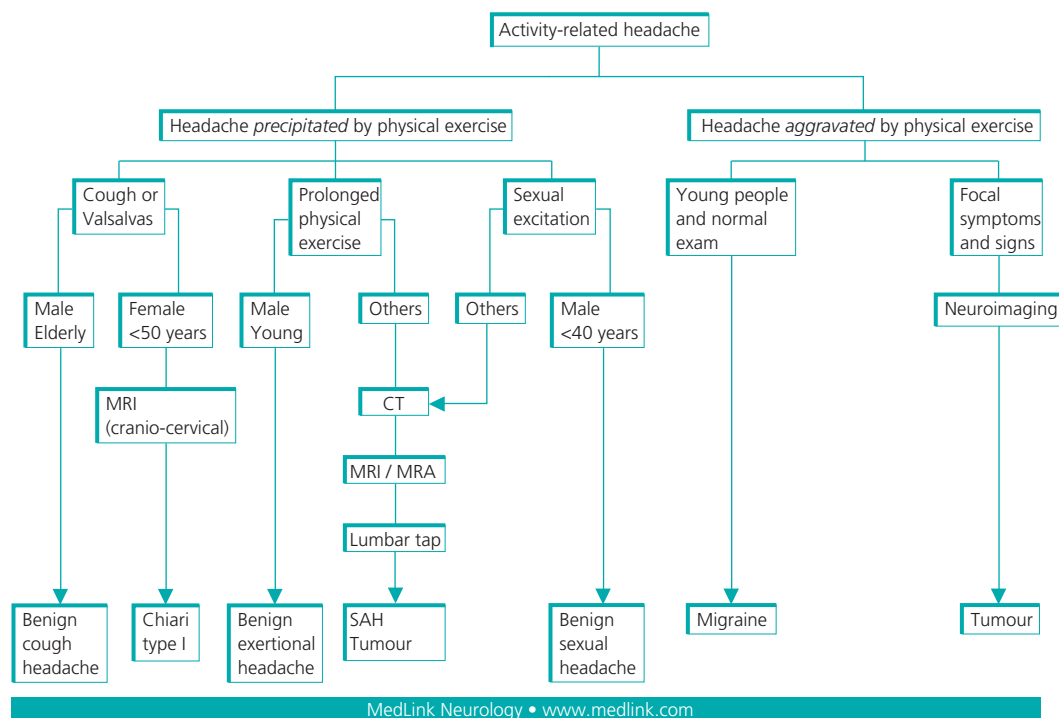 Activity-related headache
Headache precipitated by physical exercise
Headache aggravated by physical exercise
Cough or
Valsalvas
Prolonged
physical
exercise
Sexual
excitation
Young people
and normal
exam
Focal
symptoms
and signs
Male
Elderly
Female
<50 years
Male
Young
Others
Others
Male
<40 years
Neuroimaging
MRI
(cranio-cervical)
CT
MRI / MRA
Lumbar tap
Benign
cough
headache
Chiari
type I
Benign
exertional
headache
SAH
Tumour
Benign
sexual
headache
Migraine
Tumour
MedLink Neurology • www.medlink.com